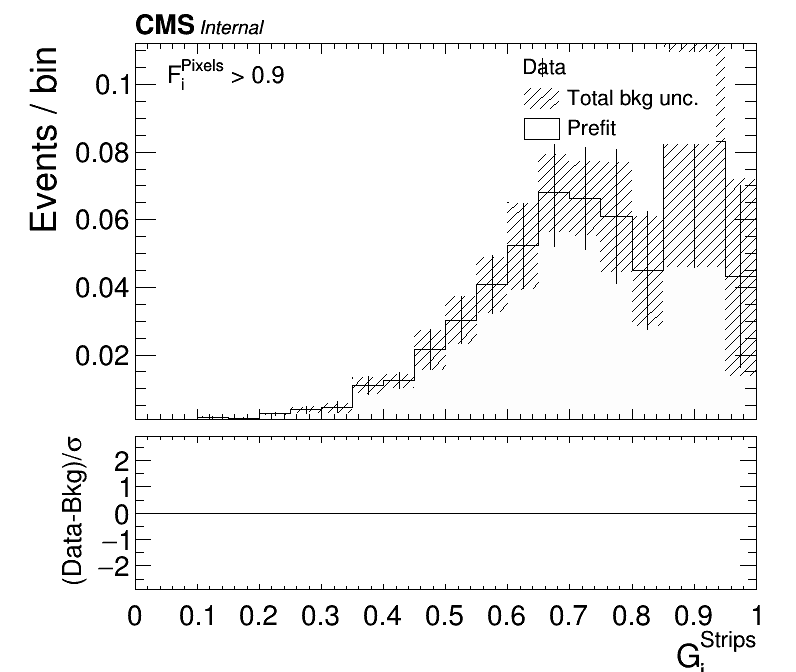 CMS Internal
F_i^Pixels > 0.9
Data
Total bkg unc.
Prefit
Events / bin
0.1
0.08
0.06
0.04
0.02
(Data-Bkg)/σ
2
1
0
−1
−2
0 0.1 0.2 0.3 0.4 0.5 0.6 0.7 0.8 0.9 1
G_i^Strips